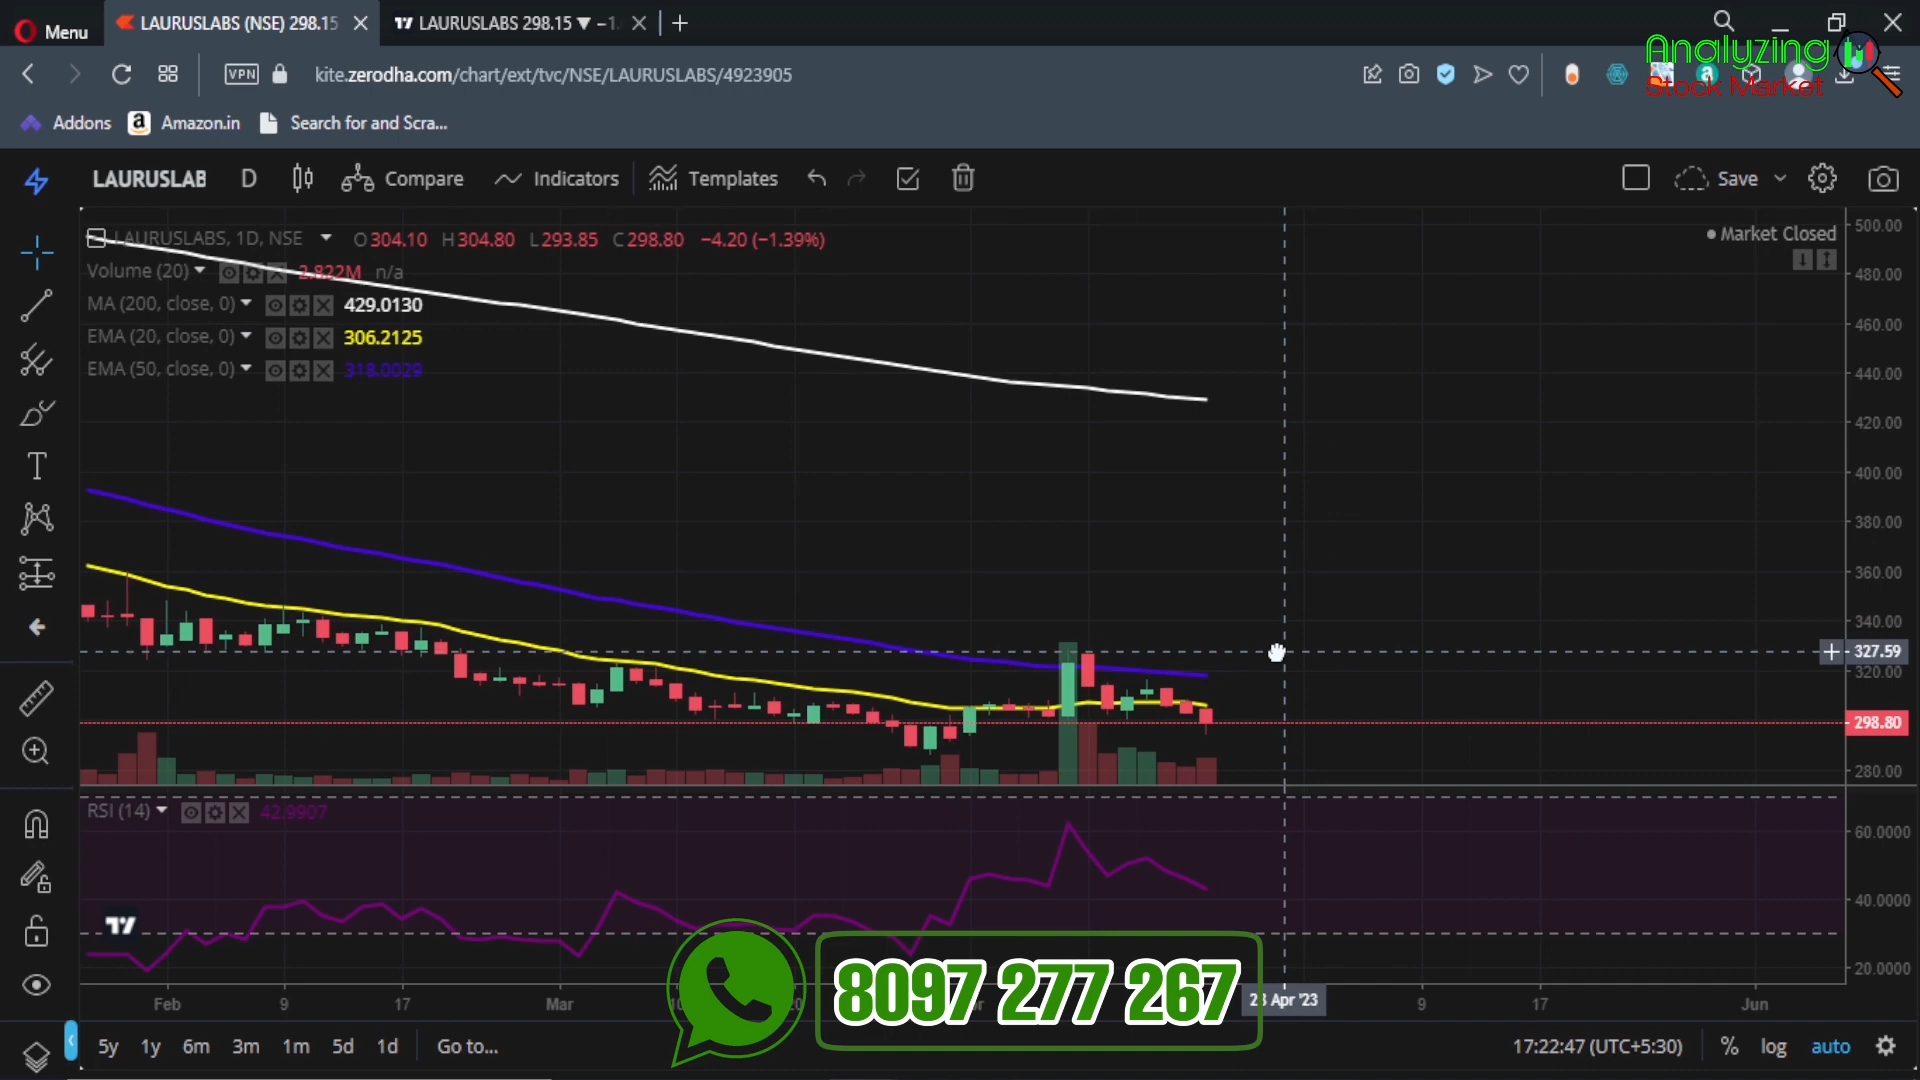 Menu
LAURUSLABS (NSE) 298.15
LAURUSLABS 298.15 ▼ −1.
Analyzing
Stock Market
VPN
kite.zerodha.com/chart/ext/tvc/NSE/LAURUSLABS/4923905
Addons
Amazon.in
Search for and Scra...
LAURUSLAB
D
Compare
Indicators
Templates
Save
LAURUSLABS, 1D, NSE
O304.10 H304.80 L293.85 C298.80 −4.20 (−1.39%)
Market Closed
Volume (20)
2.822M n/a
MA (200, close, 0)
429.0130
EMA (20, close, 0)
306.2125
EMA (50, close, 0)
318.0029
500.00
480.00
460.00
440.00
420.00
400.00
380.00
360.00
340.00
327.59
320.00
298.80
280.00
RSI (14)
42.9907
60.0000
40.0000
20.0000
8097 277 267
Feb
9
17
Mar
9
17
Jun
5y
1y
6m
3m
1m
5d
1d
Go to...
17:22:47 (UTC+5:30)
%
log
auto